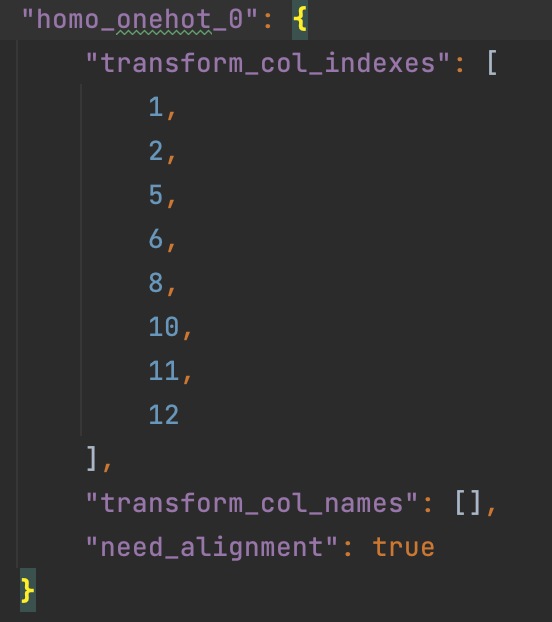 "homo_onehot_0": {
"transform_col_indexes": [
1,
2,
5,
6,
8,
10,
11,
12
],
"transform_col_names": [],
"need_alignment": true
}